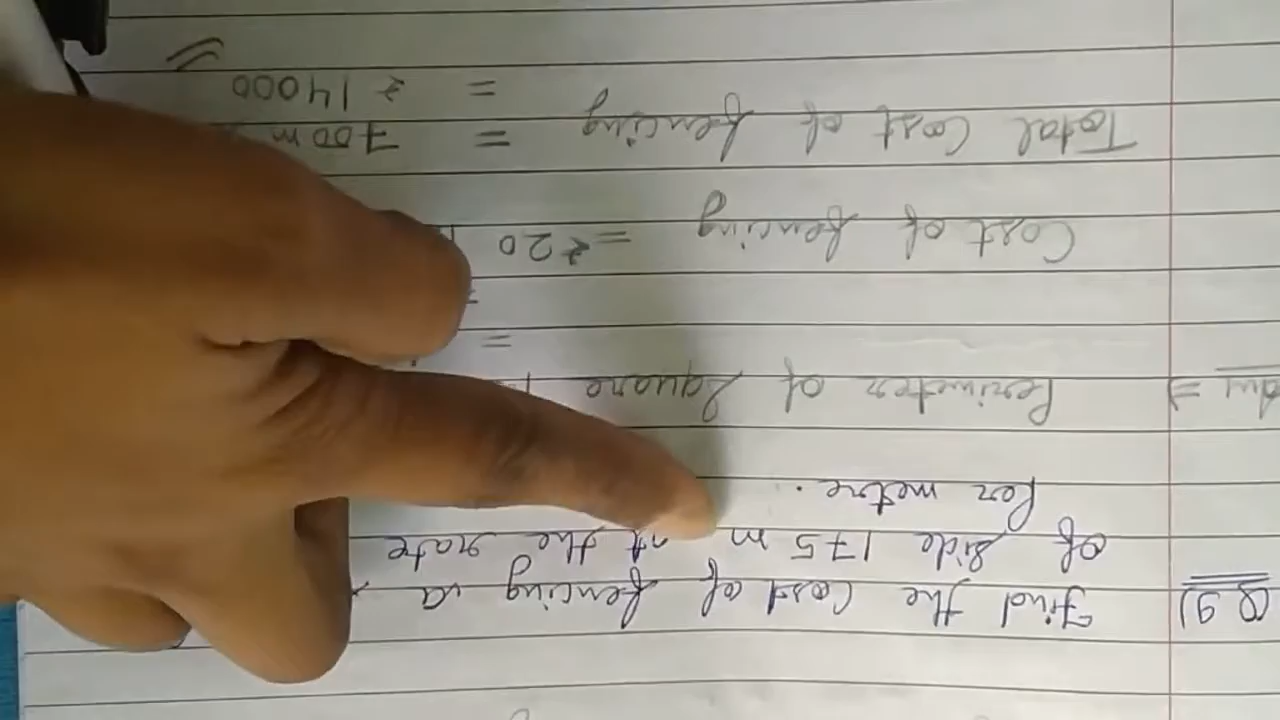 Q 9) Find the Cost of fencing a
of side 175 m at the rate
Per metre.
Ans ⇒ Perimeter of Square
=
=
Cost of fencing = ₹20
Total Cost of fencing = 700 m
= ₹ 14000